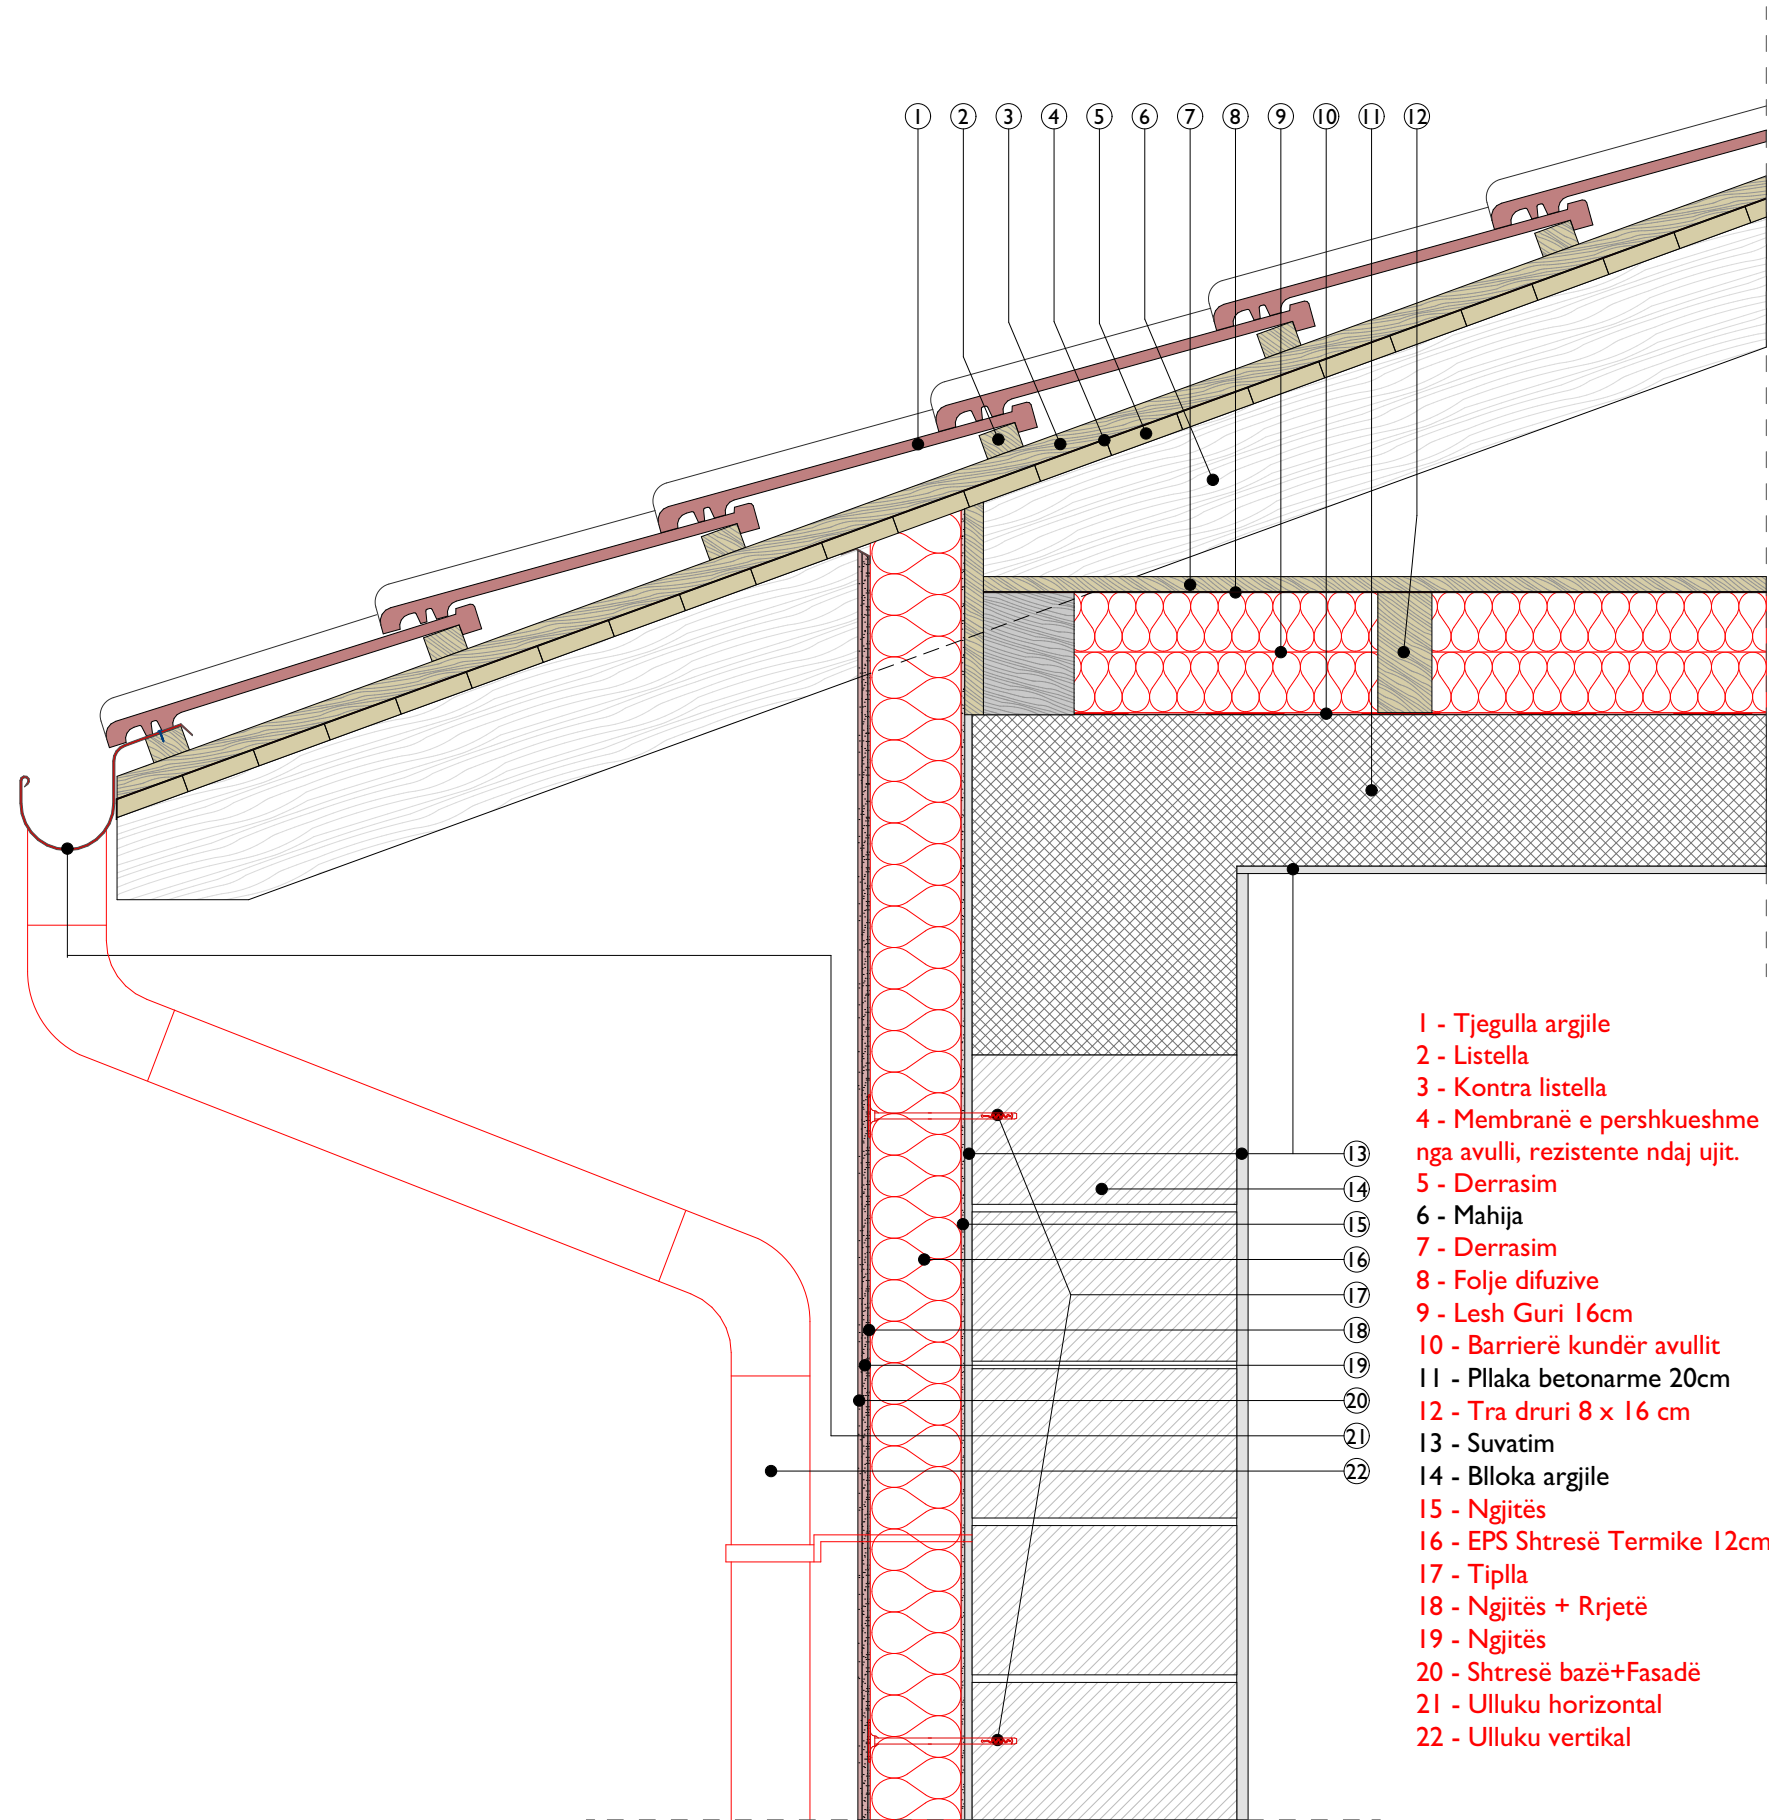 1 2 3 4 5 6 7 8 9 10 11 12
1 - Tjegulla argjile
2 - Listella
3 - Kontra listella
4 - Membranë e pershkueshme
nga avulli, rezistente ndaj ujit.
5 - Derrasim
6 - Mahija
7 - Derrasim
8 - Folje difuzive
9 - Lesh Guri 16cm
10 - Barrierë kundër avullit
11 - Pllaka betonarme 20cm
12 - Tra druri 8 x 16 cm
13 - Suvatim
14 - Blloka argjile
15 - Ngjitës
16 - EPS Shtresë Termike 12cm
17 - Tiplla
18 - Ngjitës + Rrjetë
19 - Ngjitës
20 - Shtresë bazë+Fasadë
21 - Ulluku horizontal
22 - Ulluku vertikal
13
14
15
16
17
18
19
20
21
22